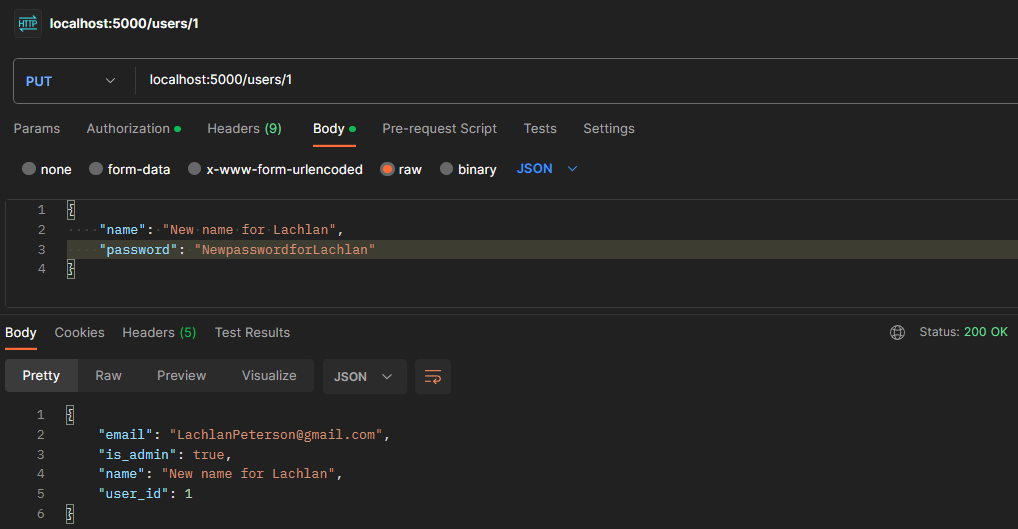 HTTP localhost:5000/users/1
PUT localhost:5000/users/1
Params Authorization Headers (9) Body Pre-request Script Tests Settings
none form-data x-www-form-urlencoded raw binary JSON
1 {
2 "name": "New name for Lachlan",
3 "password": "NewpasswordforLachlan"
4 }
Body Cookies Headers (5) Test Results Status: 200 OK
Pretty Raw Preview Visualize JSON
1 {
2 "email": "LachlanPeterson@gmail.com",
3 "is_admin": true,
4 "name": "New name for Lachlan",
5 "user_id": 1
6 }